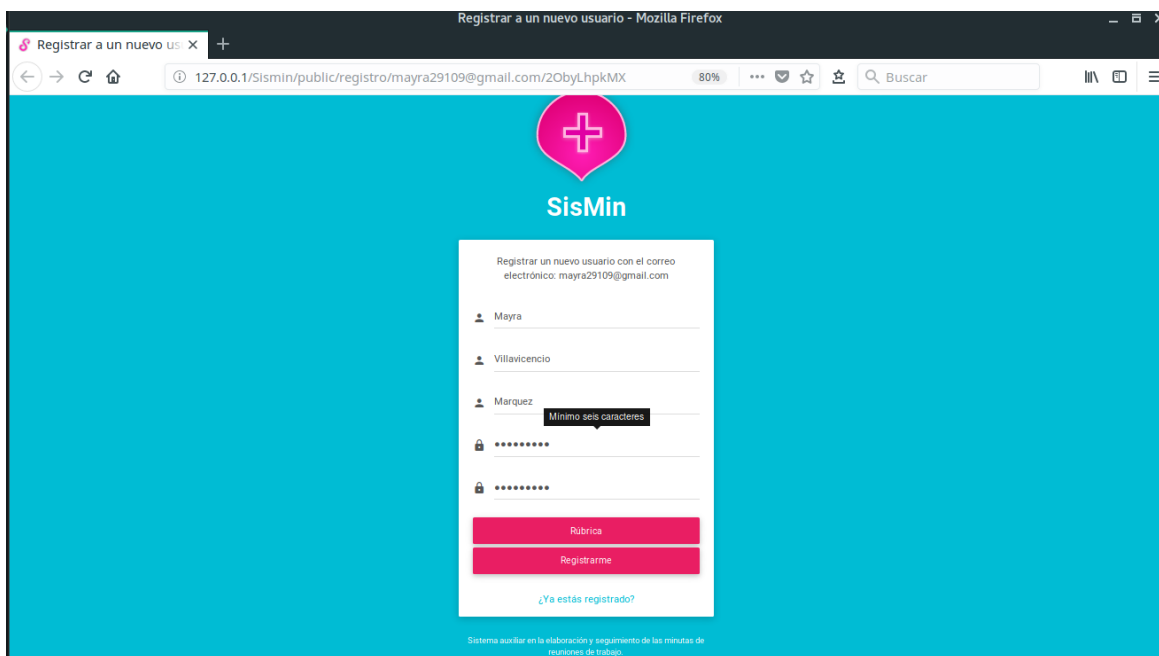 Registrar a un nuevo usuario - Mozilla Firefox
Registrar a un nuevo us
127.0.0.1/Sismin/public/registro/mayra29109@gmail.com/2ObyLhpkMX 80% Buscar
SisMin
Registrar un nuevo usuario con el correo
electrónico: mayra29109@gmail.com
Mayra
Villavicencio
Marquez
Mínimo seis caracteres
•••••••••
•••••••••
Rúbrica
Registrarme
¿Ya estás registrado?
Sistema auxiliar en la elaboración y seguimiento de las minutas de
reuniones de trabajo.